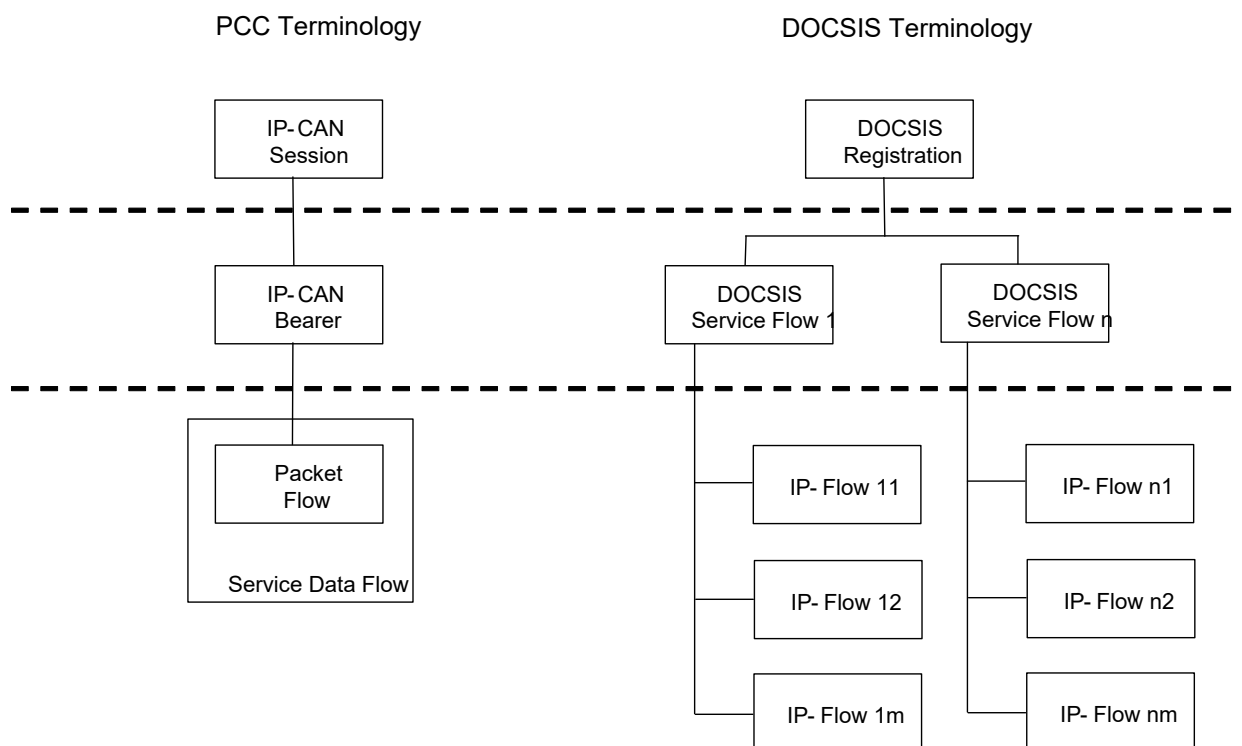 PCC Terminology
DOCSIS Terminology
IP-CAN
Session
DOCSIS
Registration
IP-CAN
Bearer
DOCSIS
Service Flow 1
DOCSIS
Service Flow n
Packet
Flow
Service Data Flow
IP- Flow 11
IP- Flow n1
IP- Flow 12
IP- Flow n2
IP- Flow 1m
IP- Flow nm